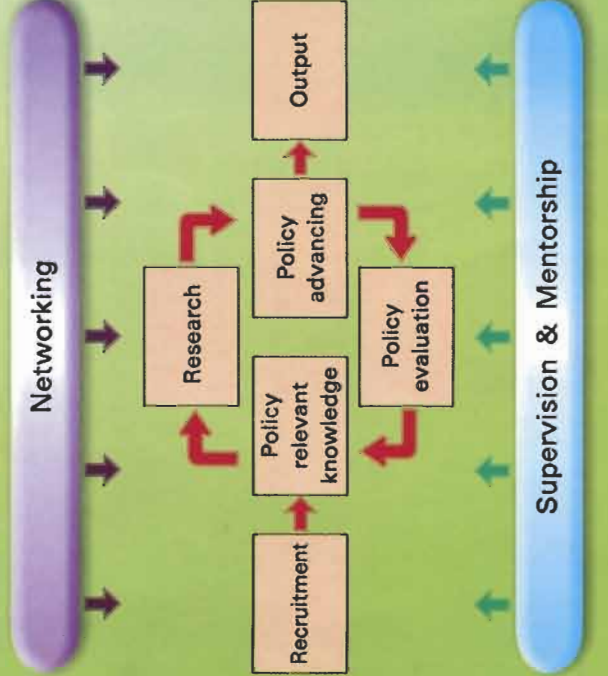 Networking
Research
Recruitment
Policy
relevant
knowledge
Policy
advancing
Output
Policy
evaluation
Supervision & Mentorship